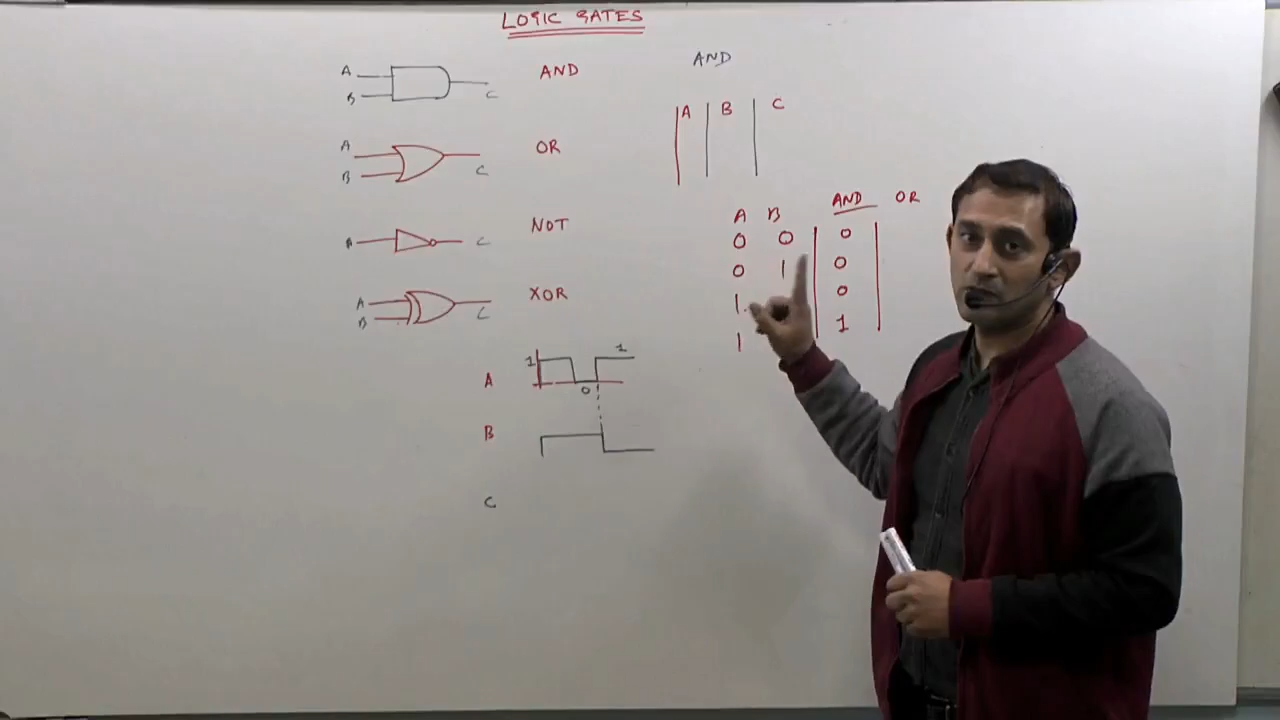 LOGIC GATES
A
B
C
AND
A
B
C
OR
A
C
NOT
A
B
C
XOR
A 1 0 1
B
C
AND
A B C
A B AND OR
0 0 0
0 1 0
1 0
1 1